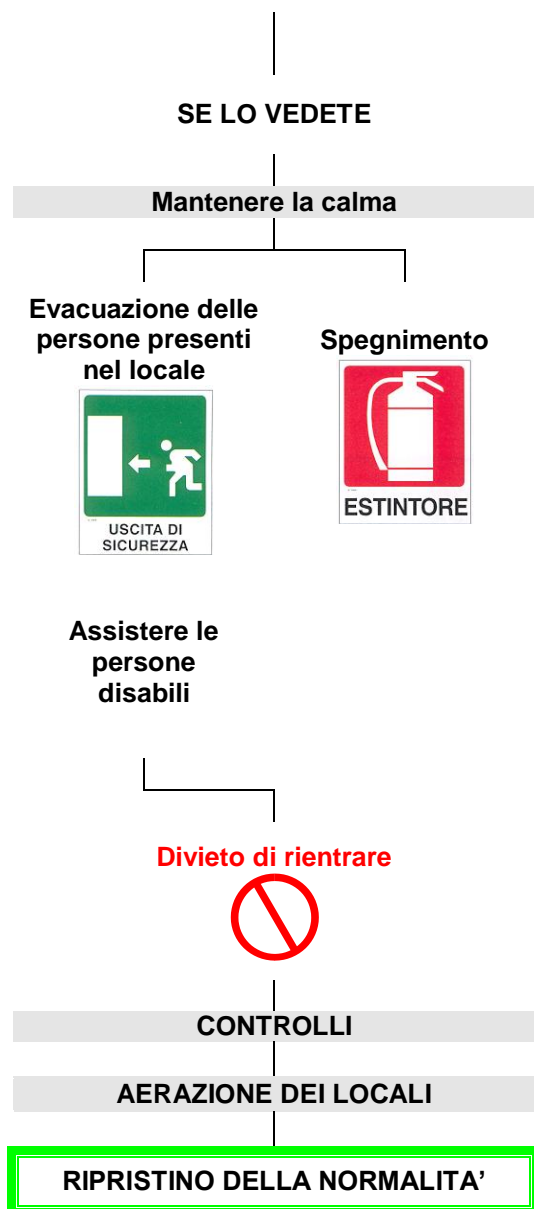 SE LO VEDETE
Mantenere la calma
Evacuazione delle
persone presenti
nel locale
USCITA DI
SICUREZZA
Spegnimento
ESTINTORE
Assistere le
persone
disabili
Divieto di rientrare
CONTROLLI
AERAZIONE DEI LOCALI
RIPRISTINO DELLA NORMALITA’